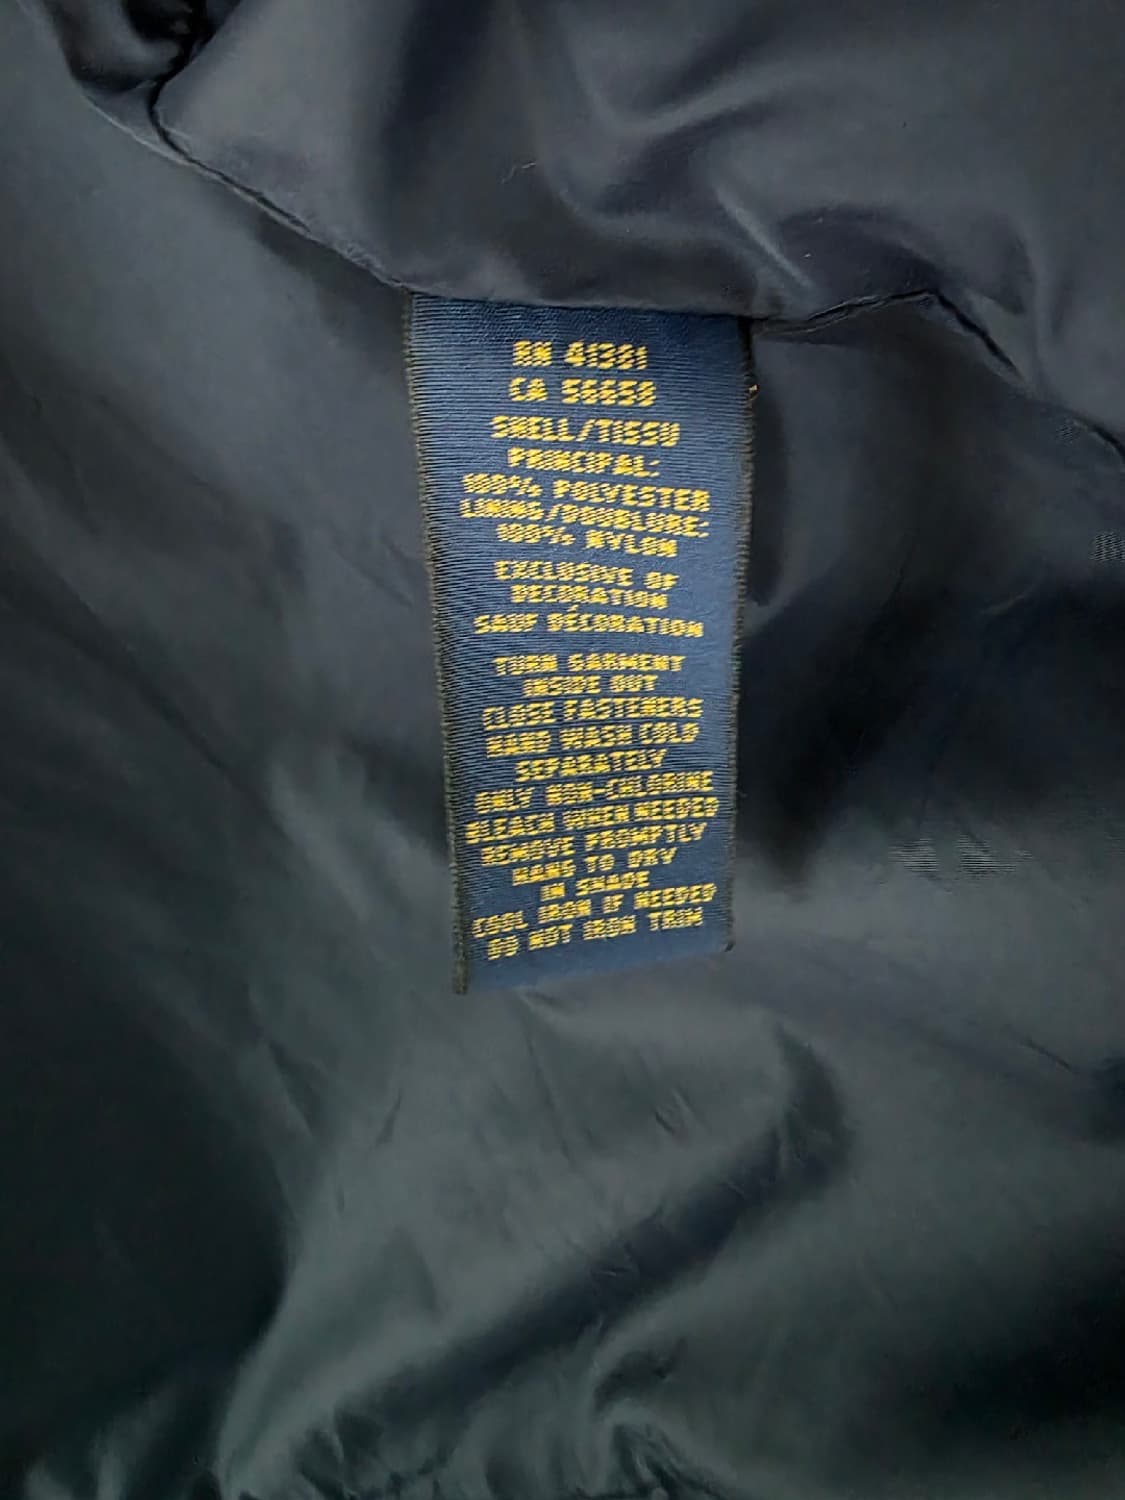 RN 41381
CA 56658
SHELL/TISSU
PRINCIPAL:
100% POLYESTER
LINING/DOUBLURE:
100% NYLON
EXCLUSIVE OF
DECORATION
SAUF DÉCORATION
TURN GARMENT
INSIDE OUT
CLOSE FASTENERS
HAND WASH COLD
SEPARATELY
ONLY NON-CHLORINE
BLEACH WHEN NEEDED
REMOVE PROMPTLY
HANG TO DRY
IN SHADE
COOL IRON IF NEEDED
DO NOT IRON TRIM